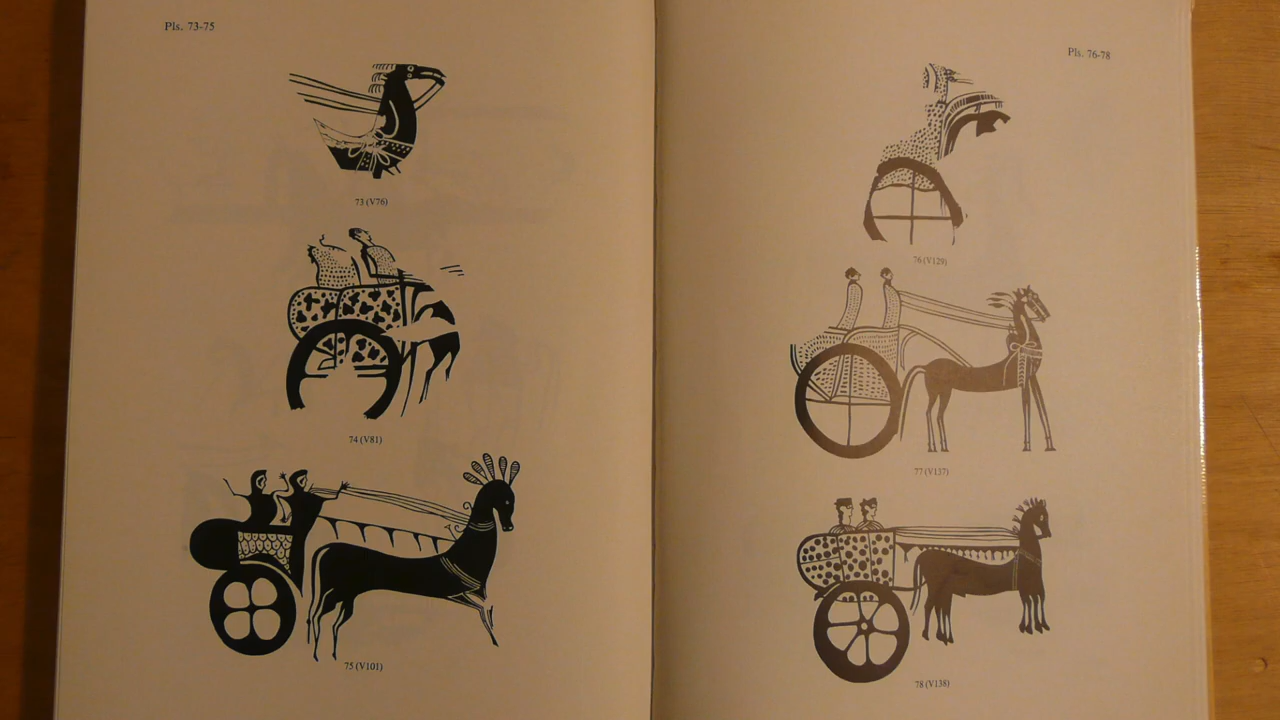 Pls. 73-75
73 (V76)
74 (V81)
75 (V101)
Pls. 76-78
76 (V129)
77 (V137)
78 (V138)